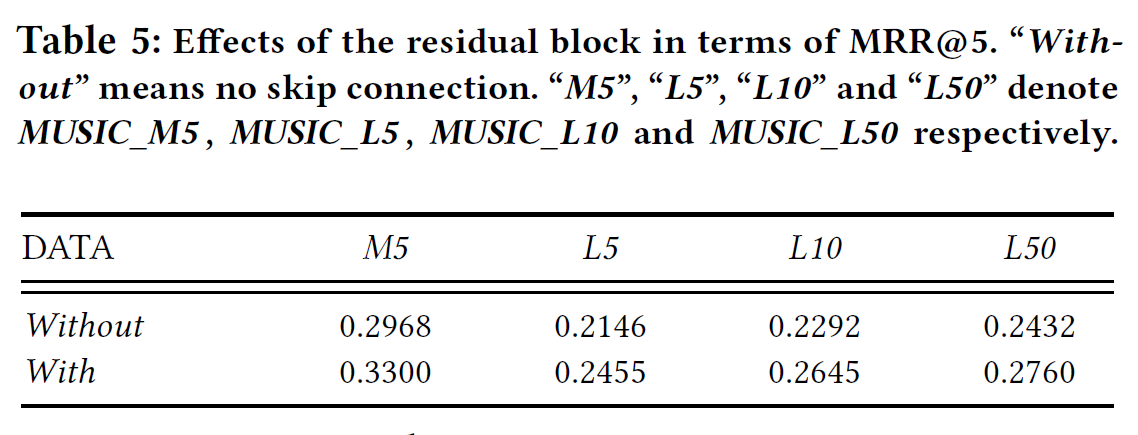 Table 5: Effects of the residual block in terms of MRR@5. “With-
out” means no skip connection. “M5”, “L5”, “L10” and “L50” denote
MUSIC_M5, MUSIC_L5, MUSIC_L10 and MUSIC_L50 respectively.
DATA M5 L5 L10 L50
Without 0.2968 0.2146 0.2292 0.2432
With 0.3300 0.2455 0.2645 0.2760